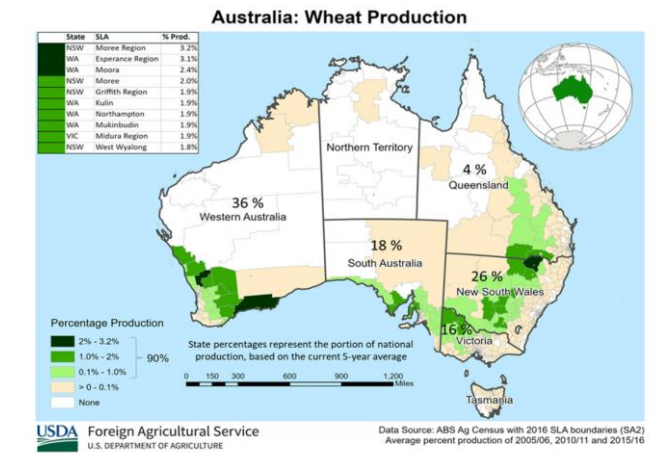 Australia: Wheat Production
State SLA % Prod.
NSW Moree Region 3.2%
WA Esperance Region 3.1%
WA Moora 2.4%
NSW Moree 2.0%
NSW Griffith Region 1.9%
WA Kulin 1.9%
WA Northampton 1.9%
WA Mukinbudin 1.9%
VIC Midura Region 1.9%
NSW West Wyalong 1.8%
Northern Territory
4 %
Queensland
36 %
Western Australia
18 %
South Australia
26 %
New South Wales
16 %
Victoria
Tasmania
Percentage Production
2% - 3.2%
1.0% - 2%
0.1% - 1.0%
90%
> 0 - 0.1%
None
State percentages represent the portion of national
production, based on the current 5-year average
0 150 300 600 900 1,200
Miles
USDA Foreign Agricultural Service
U.S. DEPARTMENT OF AGRICULTURE
Data Source: ABS Ag Census with 2016 SLA boundaries (SA2)
Average percent production of 2005/06, 2010/11 and 2015/16